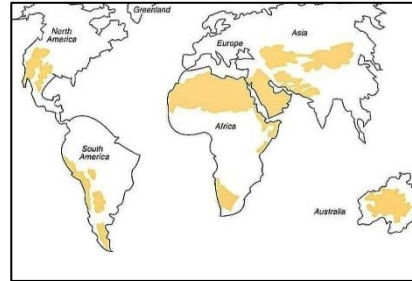 Greenland
North
America
Europe
Asia
Africa
South
America
Australia